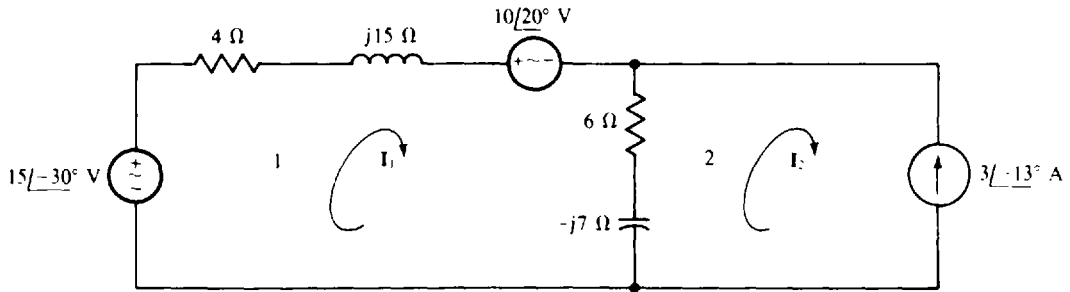 10/20° V
4 Ω
j15 Ω
+ ~ −
6 Ω
1
I₁
2
I₂
15/−30° V
+
~
−
3/−13° A
−j7 Ω